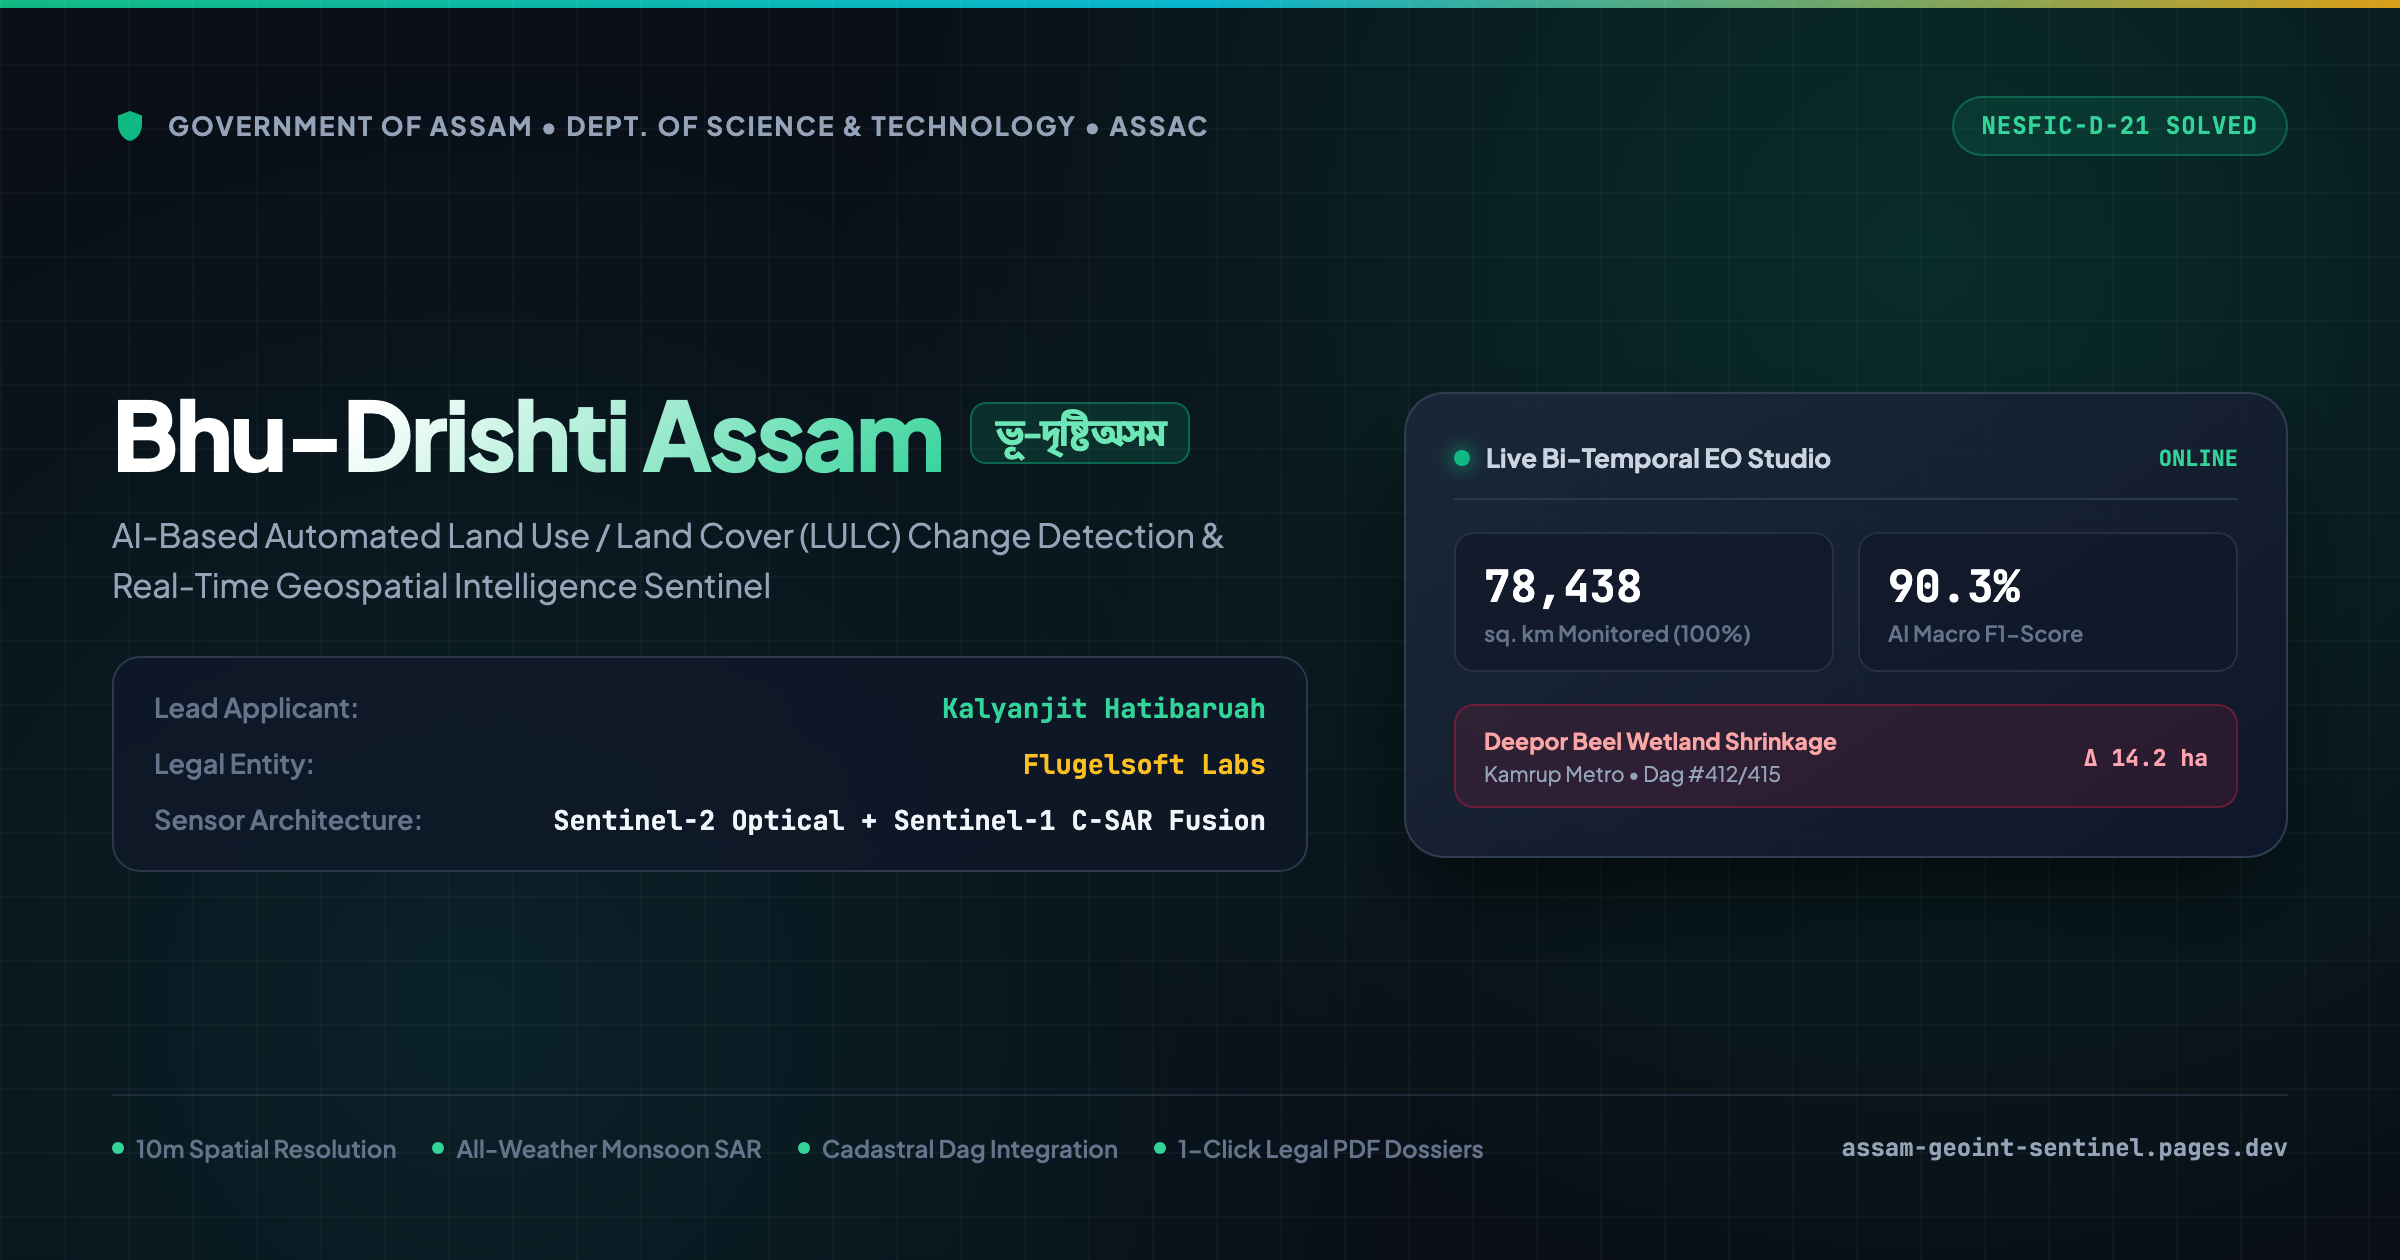 GOVERNMENT OF ASSAM • DEPT. OF SCIENCE & TECHNOLOGY • ASSAC
NESFIC-D-21 SOLVED
Bhu-Drishti Assam
ভূ-দৃষ্টি অসম
AI-Based Automated Land Use / Land Cover (LULC) Change Detection &
Real-Time Geospatial Intelligence Sentinel
Lead Applicant: Kalyanjit Hatibaruah
Legal Entity: Flugelsoft Labs
Sensor Architecture: Sentinel-2 Optical + Sentinel-1 C-SAR Fusion
Live Bi-Temporal EO Studio ONLINE
78,438
sq. km Monitored (100%)
90.3%
AI Macro F1-Score
Deepor Beel Wetland Shrinkage
Kamrup Metro • Dag #412/415
Δ 14.2 ha
10m Spatial Resolution
All-Weather Monsoon SAR
Cadastral Dag Integration
1-Click Legal PDF Dossiers
assam-geoint-sentinel.pages.dev